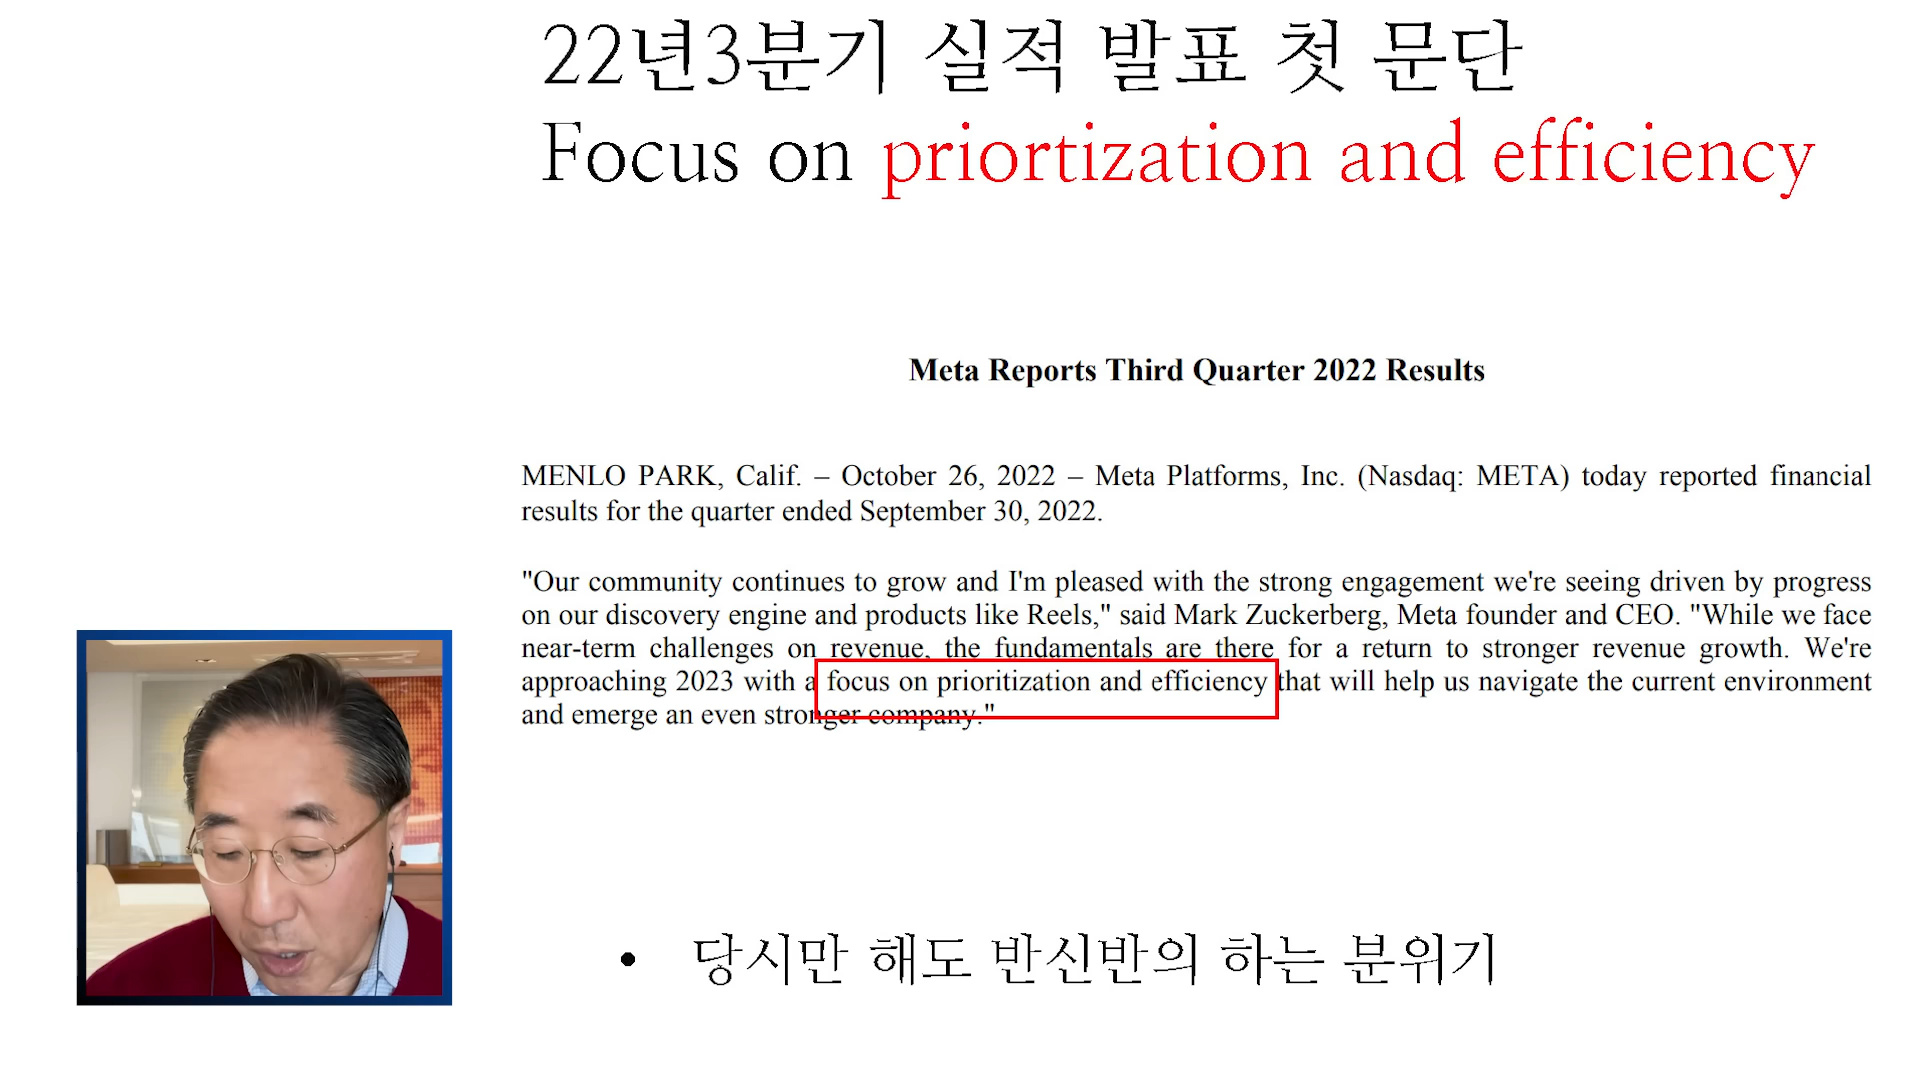 22년3분기 실적 발표 첫 문단
Focus on priortization and efficiency
Meta Reports Third Quarter 2022 Results
MENLO PARK, Calif. – October 26, 2022 – Meta Platforms, Inc. (Nasdaq: META) today reported financial
results for the quarter ended September 30, 2022.
"Our community continues to grow and I'm pleased with the strong engagement we're seeing driven by progress
on our discovery engine and products like Reels," said Mark Zuckerberg, Meta founder and CEO. "While we face
near-term challenges on revenue, the fundamentals are there for a return to stronger revenue growth. We're
approaching 2023 with a focus on prioritization and efficiency that will help us navigate the current environment
and emerge an even stronger company."
• 당시만 해도 반신반의 하는 분위기